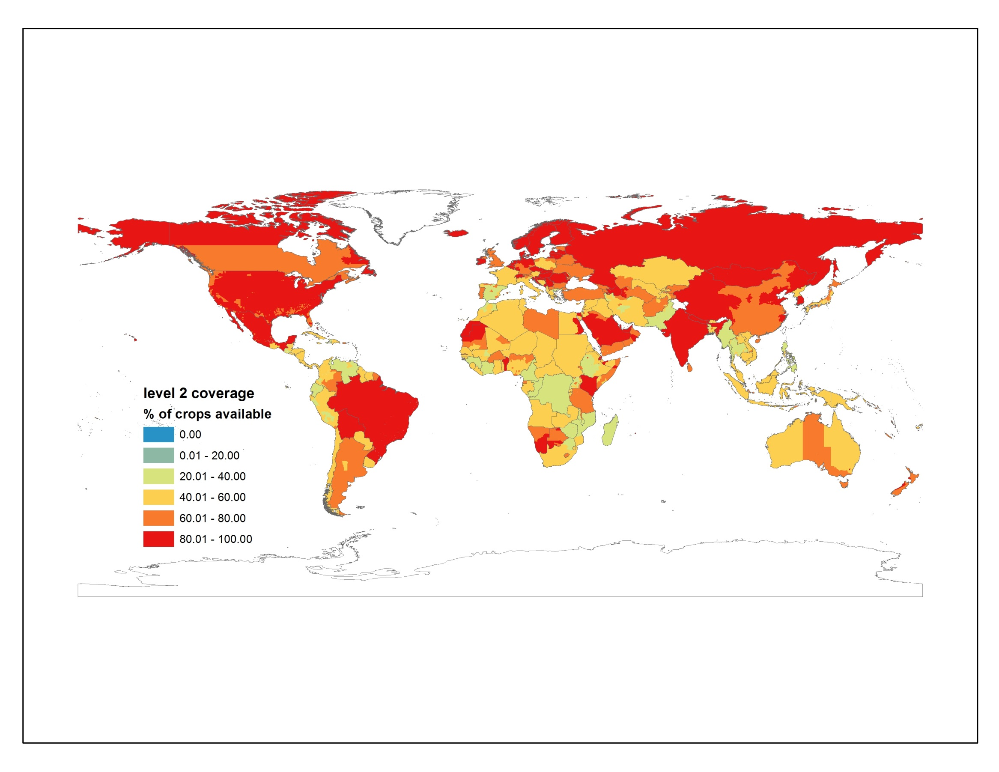 level 2 coverage
% of crops available
0.00
0.01 - 20.00
20.01 - 40.00
40.01 - 60.00
60.01 - 80.00
80.01 - 100.00